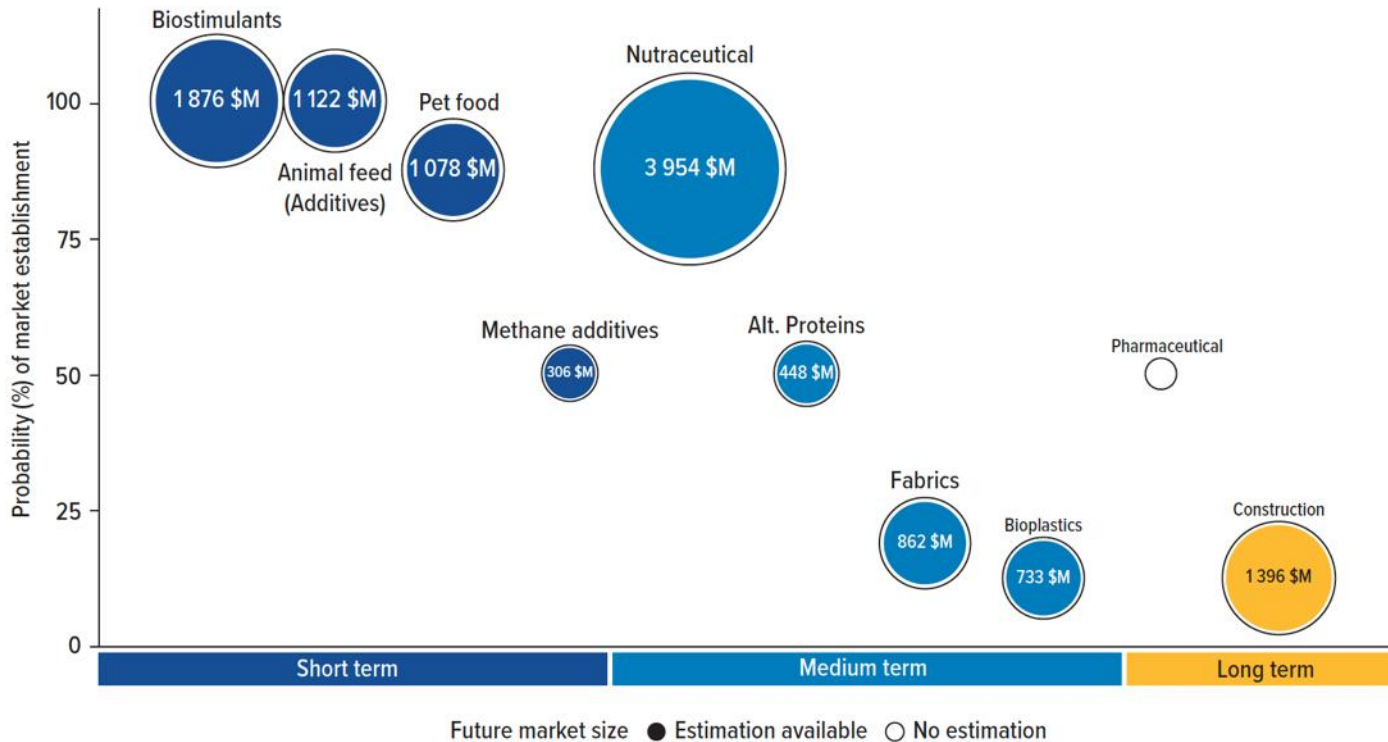 Biostimulants
1 876 $M
1 122 $M
Animal feed
(Additives)
Pet food
1 078 $M
Nutraceutical
3 954 $M
Methane additives
306 $M
Alt. Proteins
448 $M
Pharmaceutical
Fabrics
862 $M
Bioplastics
733 $M
Construction
1 396 $M
Probability (%) of market establishment
100
75
50
25
0
Short term
Medium term
Long term
Future market size
Estimation available
No estimation